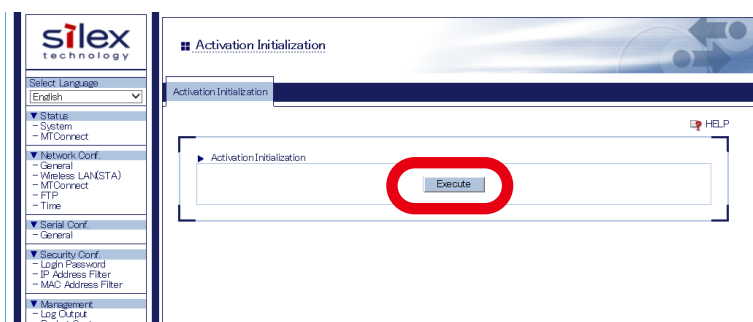 silex
technology
Activation Initialization
Select Language
English
Activation Initialization
▼ Status
- System
- MTConnect
HELP
▼ Network Conf.
- General
- Wireless LAN(STA)
- MTConnect
- FTP
- Time
Activation Initialization
Execute
▼ Serial Conf.
- General
▼ Security Conf.
- Login Password
- IP Address Filter
- MAC Address Filter
▼ Management
- Log Output